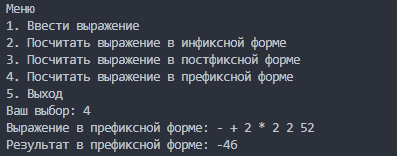 Меню
1. Ввести выражение
2. Посчитать выражение в инфиксной форме
3. Посчитать выражение в постфиксной форме
4. Посчитать выражение в префиксной форме
5. Выход
Ваш выбор: 4
Выражение в префиксной форме: - + 2 * 2 2 52
Результат в префиксной форме: -46